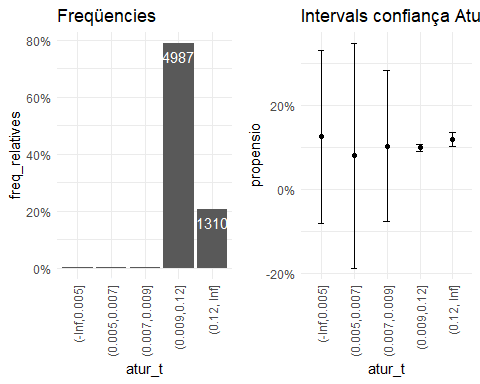 Freqüencies
freq_relatives
80%
60%
40%
20%
0%
4987
1310
(-Inf,0.005]
(0.005,0.007]
(0.007,0.009]
(0.009,0.12]
(0.12, Inf]
atur_t
Intervals confiança Atu
propensio
20%
0%
-20%
(-Inf,0.005]
(0.005,0.007]
(0.007,0.009]
(0.009,0.12]
(0.12, Inf]
atur_t